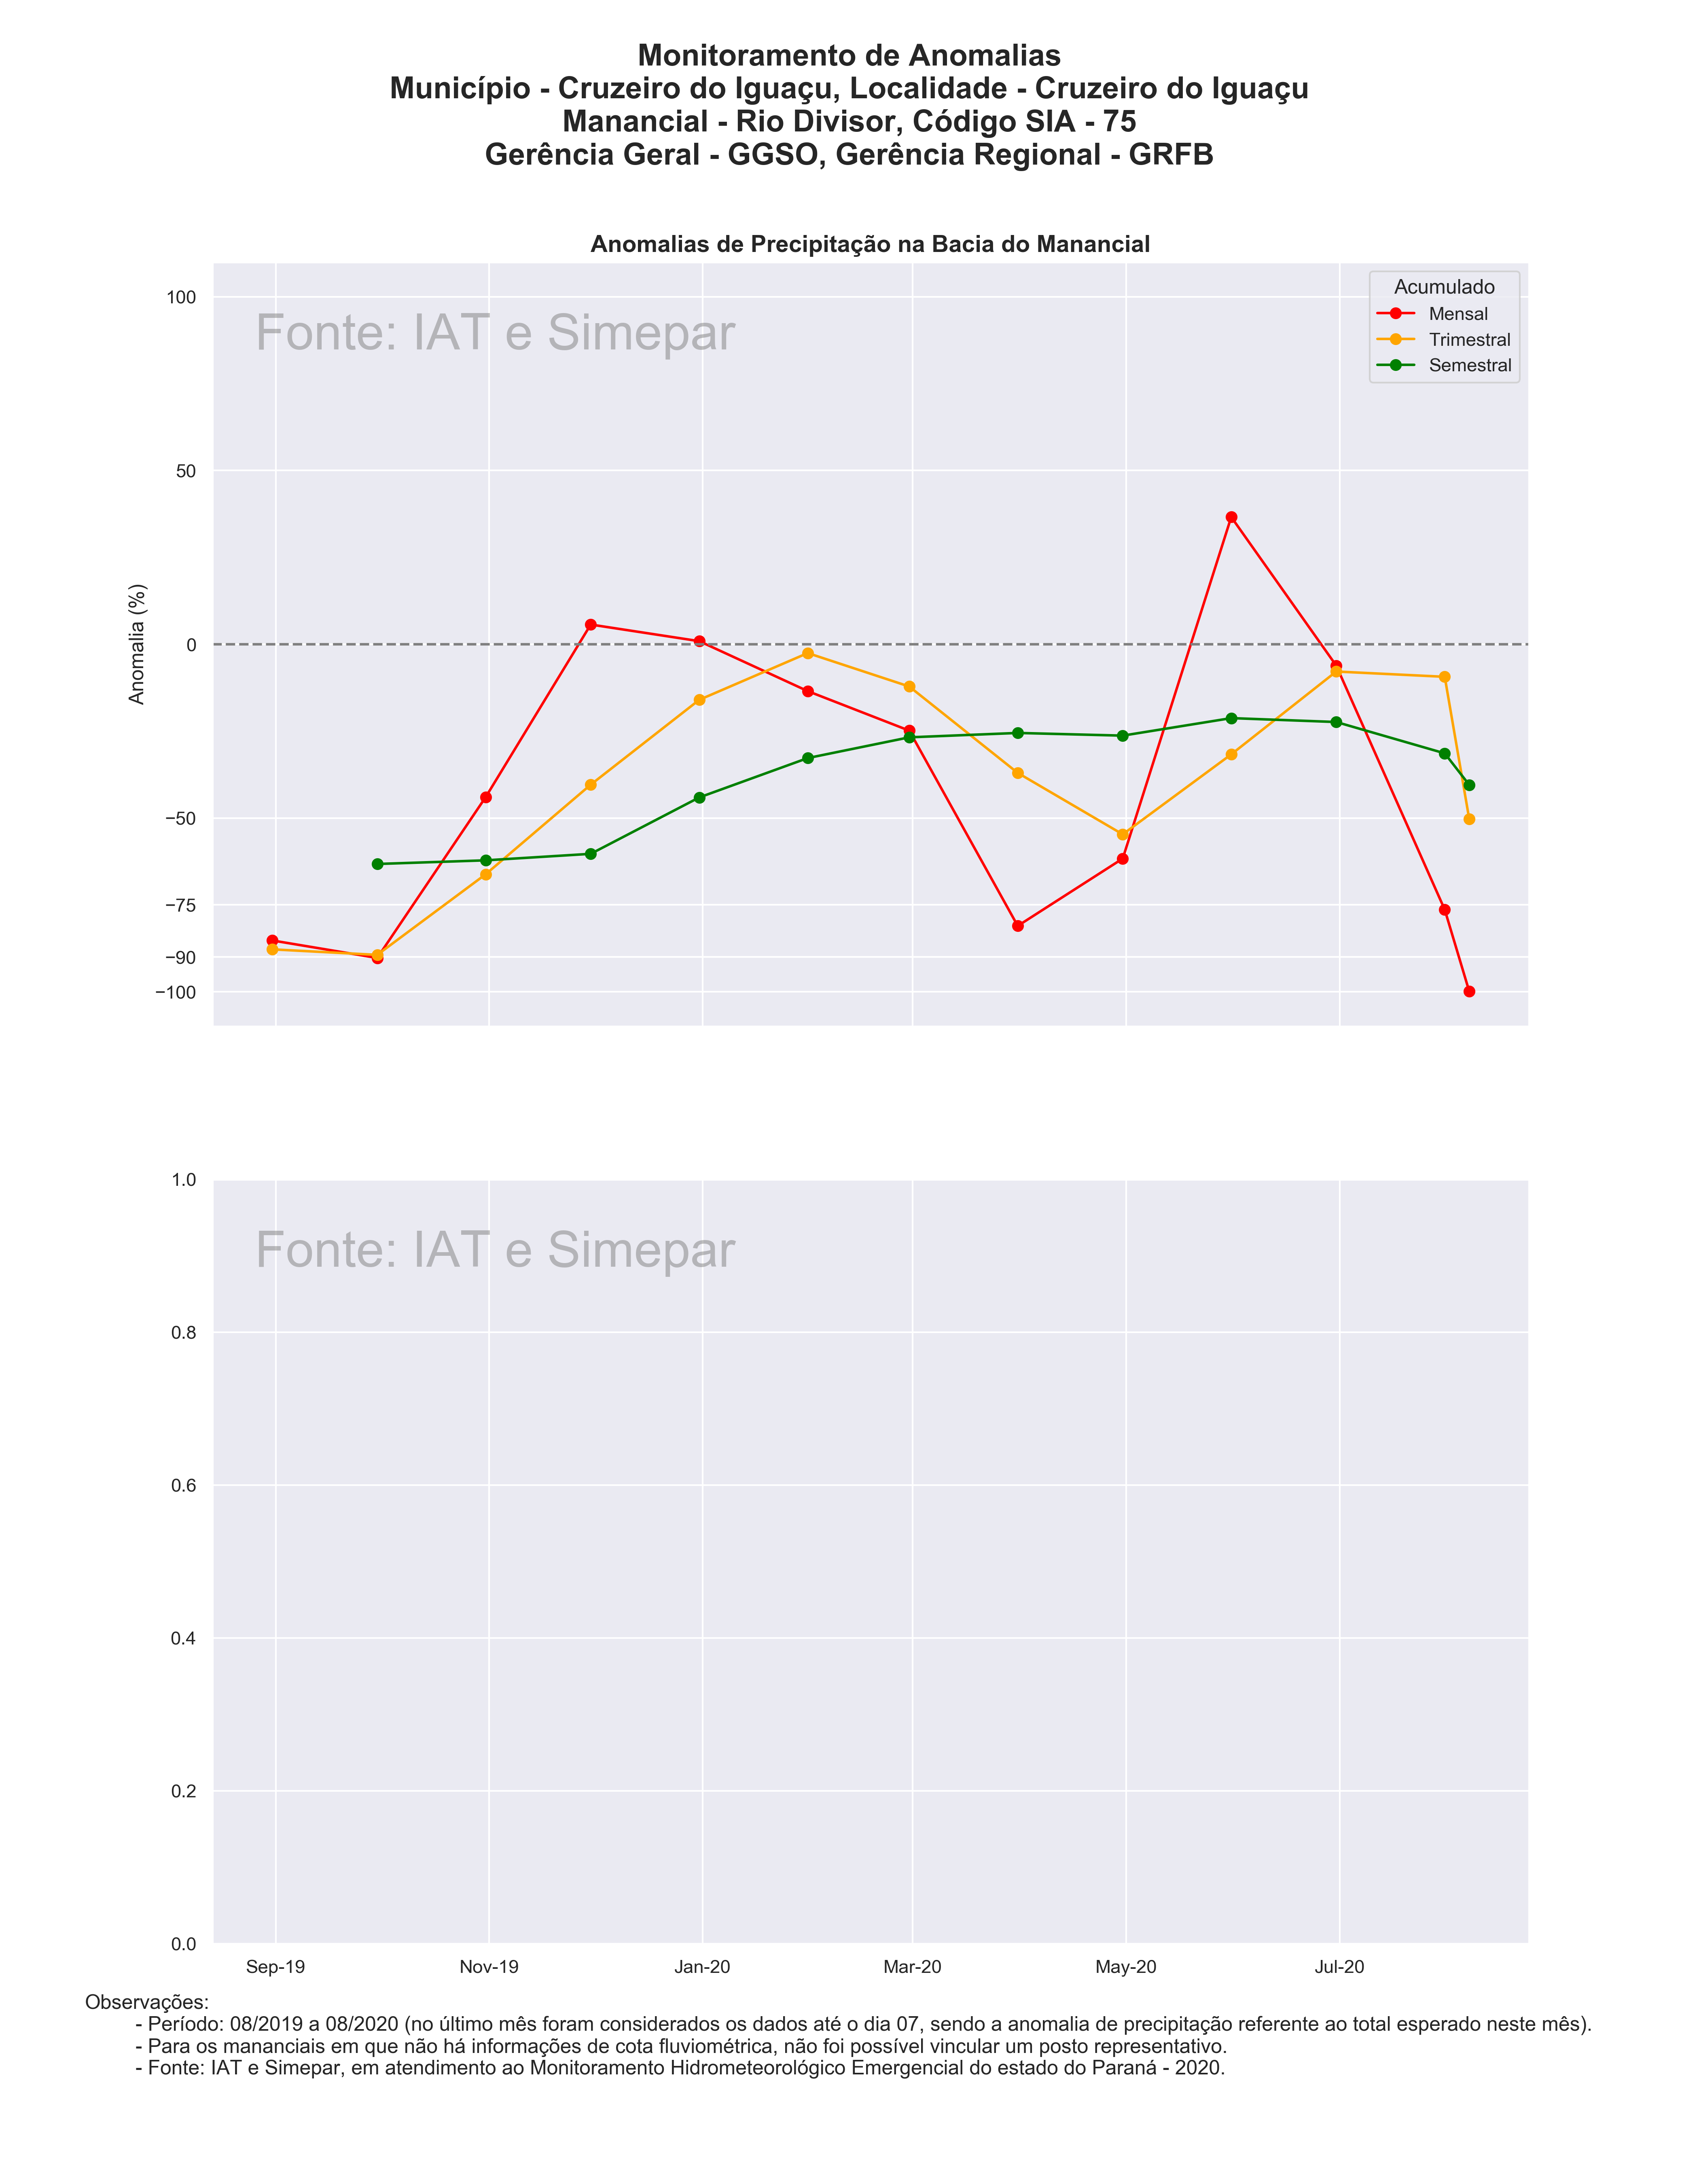 Monitoramento de Anomalias
Município - Cruzeiro do Iguaçu, Localidade - Cruzeiro do Iguaçu
Manancial - Rio Divisor, Código SIA - 75
Gerência Geral - GGSO, Gerência Regional - GRFB
Anomalias de Precipitação na Bacia do Manancial
Fonte: IAT e Simepar
Acumulado
Mensal
Trimestral
Semestral
Anomalia (%)
100
50
0
−50
−75
−90
−100
Fonte: IAT e Simepar
1.0
0.8
0.6
0.4
0.2
0.0
Sep-19 Nov-19 Jan-20 Mar-20 May-20 Jul-20
Observações:
- Período: 08/2019 a 08/2020 (no último mês foram considerados os dados até o dia 07, sendo a anomalia de precipitação referente ao total esperado neste mês).
- Para os mananciais em que não há informações de cota fluviométrica, não foi possível vincular um posto representativo.
- Fonte: IAT e Simepar, em atendimento ao Monitoramento Hidrometeorológico Emergencial do estado do Paraná - 2020.